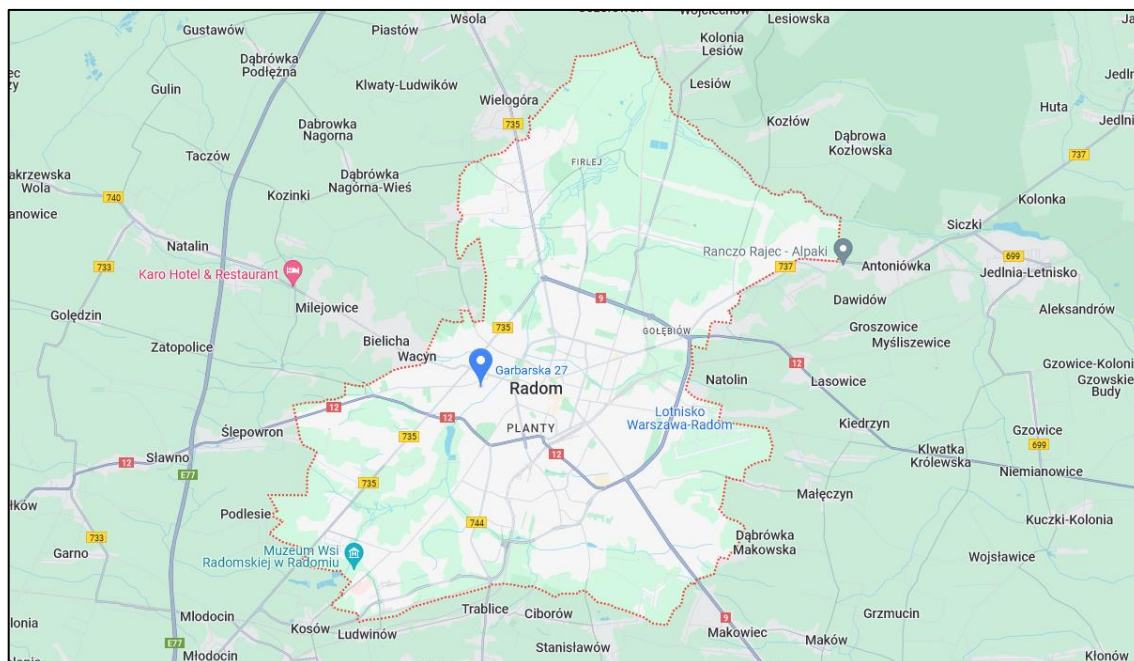 Wsola
Wojciechów
Lesiowska
Piastów
Gustawów
Kolonia
Lesiów
Dąbrówka
Podłężna
Klwaty-Ludwików
Gulin
Lesiów
Wielogóra
Huta
735
Kozłów
Dabrowka
Nagorna
Dąbrowa
Kozłowska
Taczów
FIRLEJ
737
Dąbrówka
Nagórna-Wieś
Wola
Kozinki
740
Kolonka
Siczki
Natalin
Ranczo Rajec - Alpaki
699
733
737
Antoniówka
Karo Hotel & Restaurant
Jedlnia-Letnisko
Milejowice
Dawidów
9
Aleksandrów
Golędzin
735
GOŁĘBIÓW
Groszowice
Bielicha
Myśliszewice
Zatopolice
Wacyn
12
Garbarska 27
Natolin
Lasowice
Radom
12
12
Lotnisko
Warszawa-Radom
Kiedrzyn
Gzowice
Ślepowron
PLANTY
735
Klwatka
Królewska
699
Sławno
12
12
E77
Niemianowice
735
Małęczyn
Podlesie
744
Kuczki-Kolonia
733
Dąbrówka
Makowska
Garno
Muzeum Wsi
Radomskiej w Radomiu
Wojsławice
Młodocin
Trablice
Ciborów
Grzmucin
9
Kosów
Ludwinów
Makowiec
Maków
E77
Młodocin
Stanisławów
Kłonów